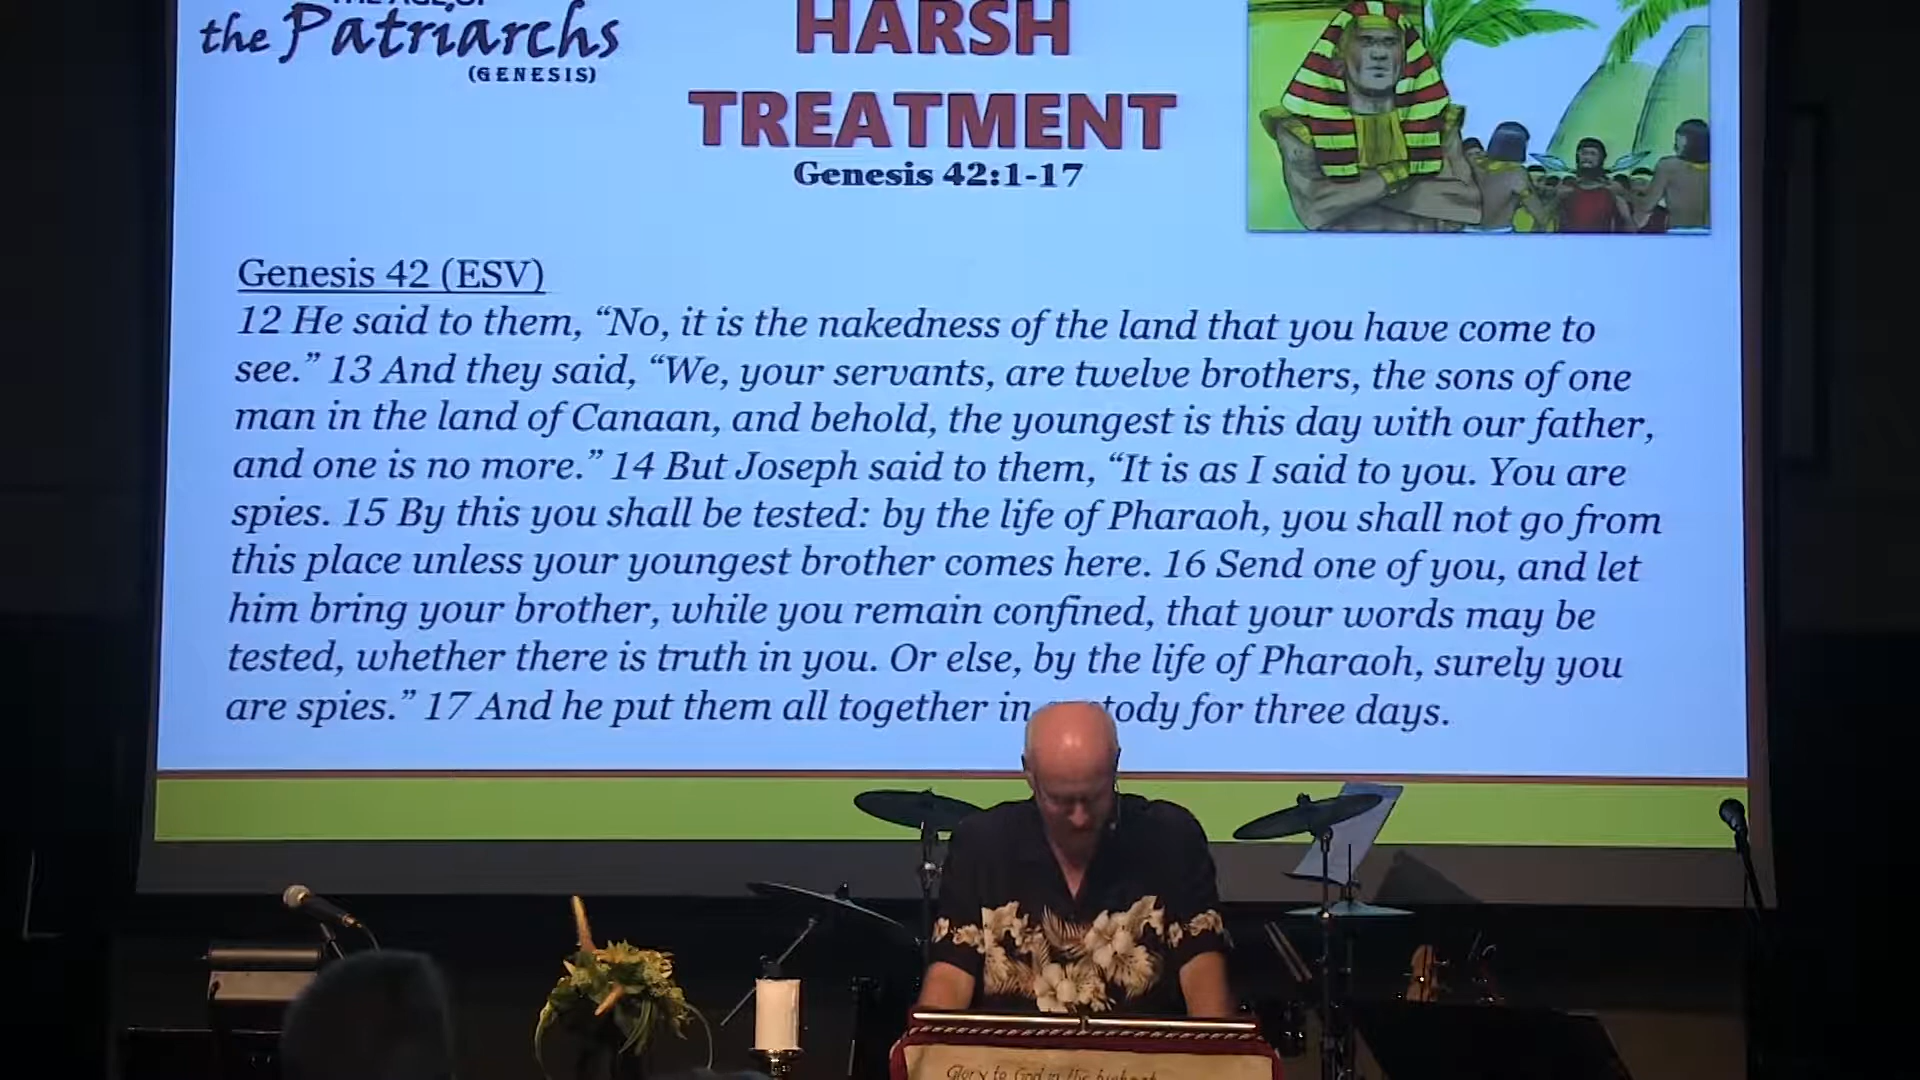 THE AGE OF
the Patriarchs
(GENESIS)
HARSH
TREATMENT
Genesis 42:1-17
Genesis 42 (ESV)
12 He said to them, “No, it is the nakedness of the land that you have come to
see.” 13 And they said, “We, your servants, are twelve brothers, the sons of one
man in the land of Canaan, and behold, the youngest is this day with our father,
and one is no more.” 14 But Joseph said to them, “It is as I said to you. You are
spies. 15 By this you shall be tested: by the life of Pharaoh, you shall not go from
this place unless your youngest brother comes here. 16 Send one of you, and let
him bring your brother, while you remain confined, that your words may be
tested, whether there is truth in you. Or else, by the life of Pharaoh, surely you
are spies.” 17 And he put them all together in tody for three days.
Glory to God in the highest